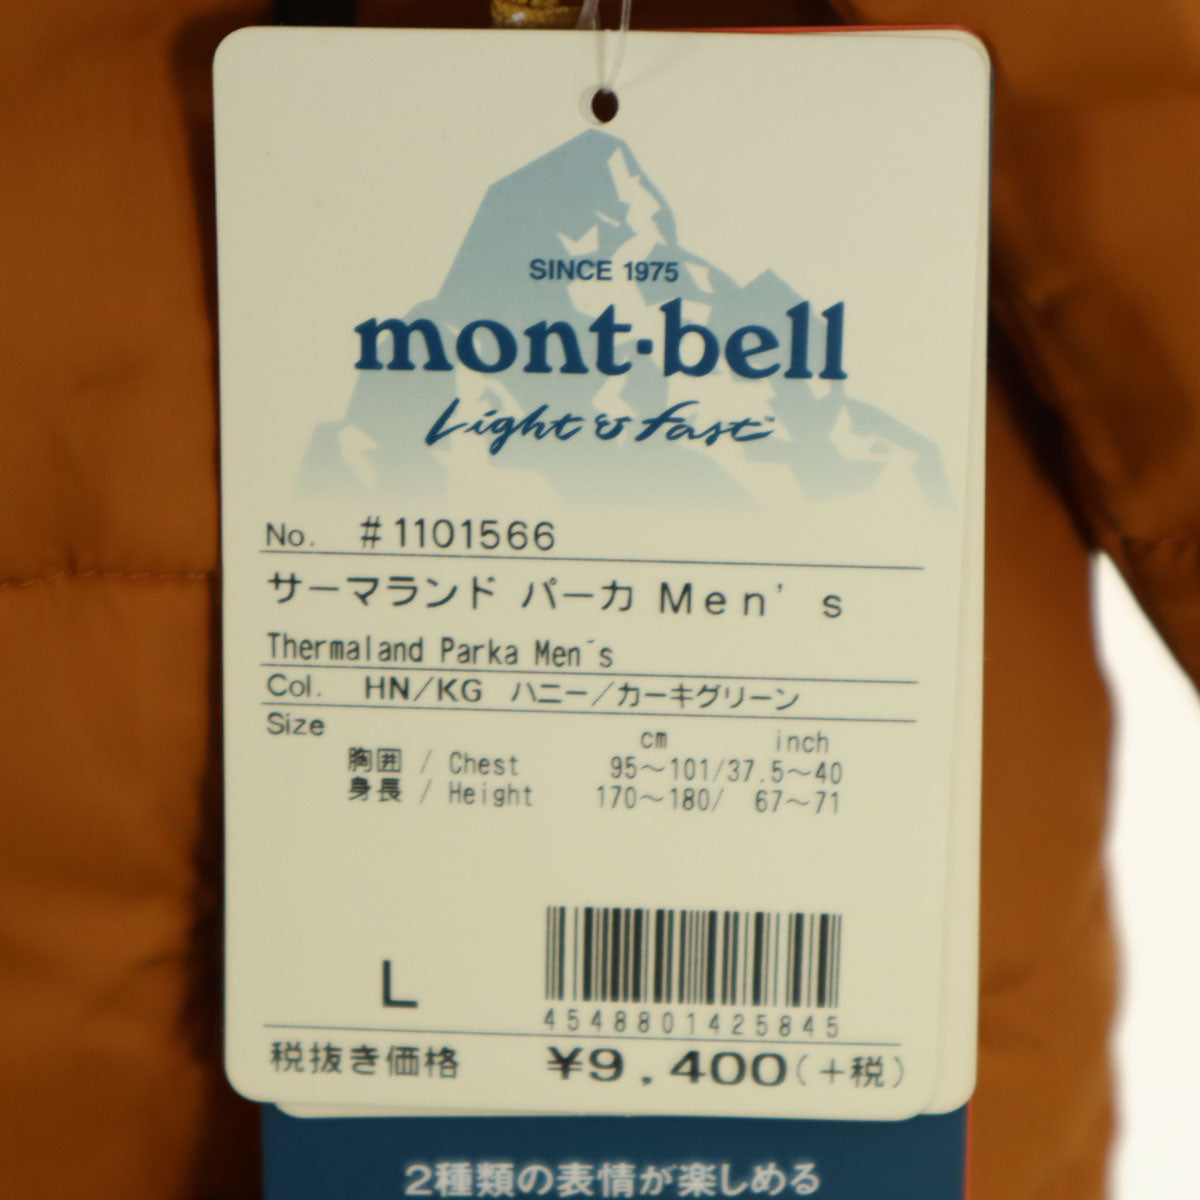 SINCE 1975
mont-bell
Light & Fast™
No. #1101566
サーマランド パーカ Men's
Thermaland Parka Men´s
Col. HN/KG ハニー/カーキグリーン
Size
cm inch
胸囲 / Chest 95～101/37.5～40
身長 / Height 170～180/ 67～71
L
4548801425845
税抜き価格 ¥9,400(+税)
2種類の表情が楽しめる